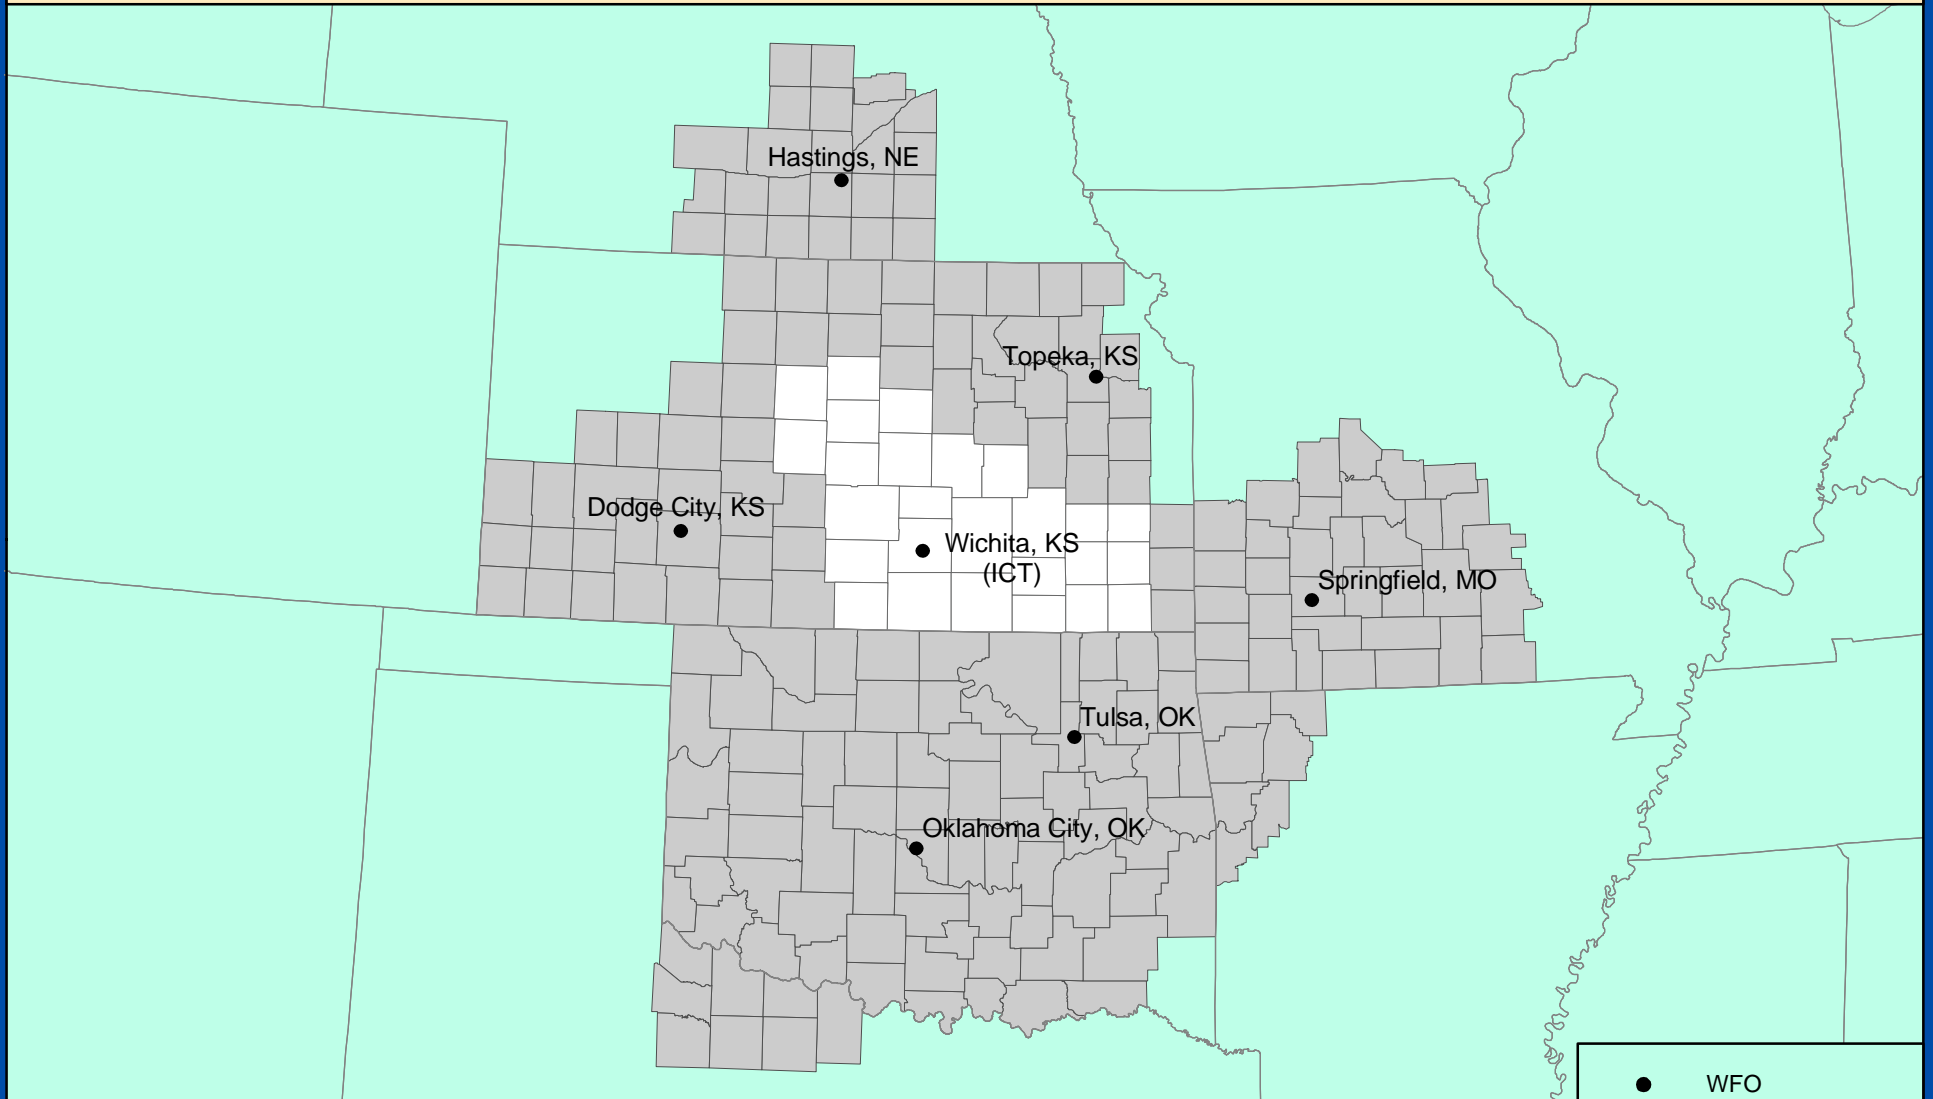 Hastings, NE
Topeka, KS
Dodge City, KS
Wichita, KS
(ICT)
Springfield, MO
Tulsa, OK
Oklahoma City, OK
WFO